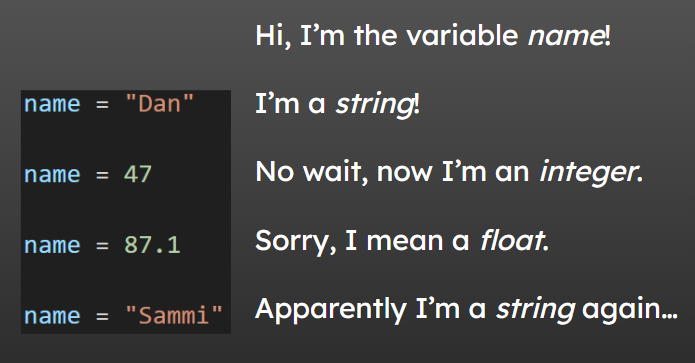 Hi, I’m the variable name!
name = "Dan"
I’m a string!
name = 47
No wait, now I’m an integer.
name = 87.1
Sorry, I mean a float.
name = "Sammi"
Apparently I’m a string again...